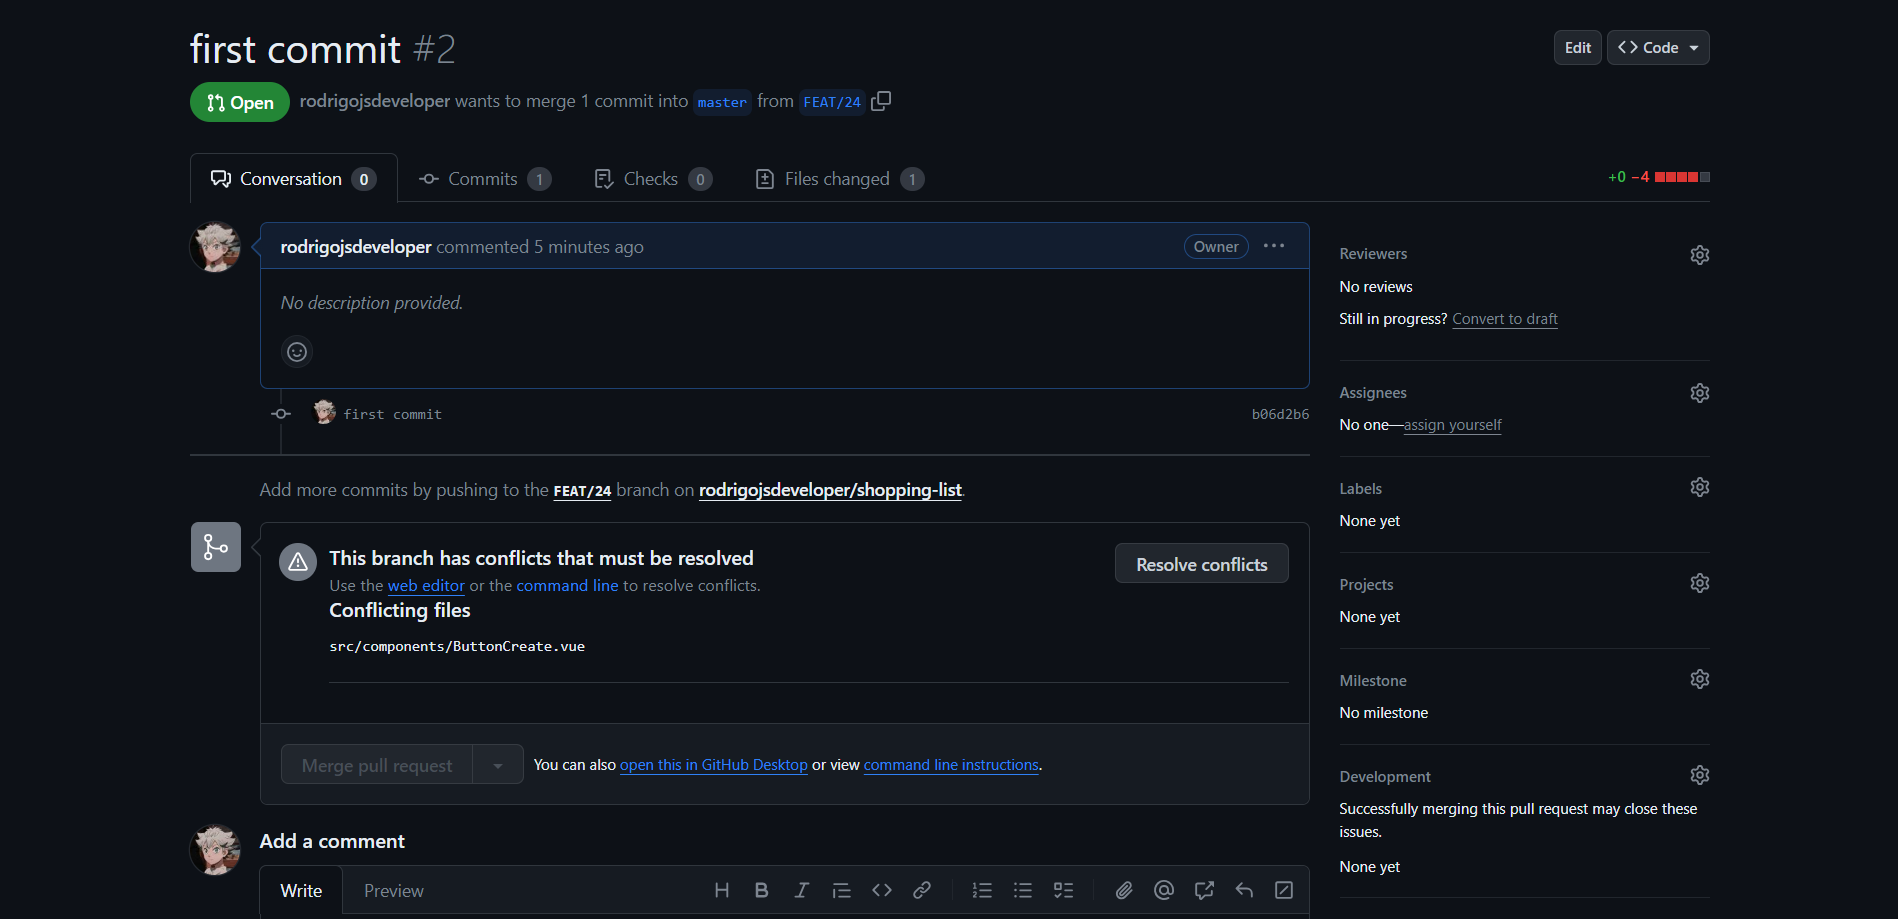 first commit #2
Edit
Code
Open
rodrigojsdeveloper wants to merge 1 commit into master from FEAT/24
Conversation 0
Commits 1
Checks 0
Files changed 1
+0 −4
rodrigojsdeveloper commented 5 minutes ago
Owner
No description provided.
first commit
b06d2b6
Add more commits by pushing to the FEAT/24 branch on rodrigojsdeveloper/shopping-list.
This branch has conflicts that must be resolved
Use the web editor or the command line to resolve conflicts.
Resolve conflicts
Conflicting files
src/components/ButtonCreate.vue
Merge pull request
You can also open this in GitHub Desktop or view command line instructions.
Add a comment
Write
Preview
Reviewers
No reviews
Still in progress? Convert to draft
Assignees
No one—assign yourself
Labels
None yet
Projects
None yet
Milestone
No milestone
Development
Successfully merging this pull request may close these
issues.
None yet